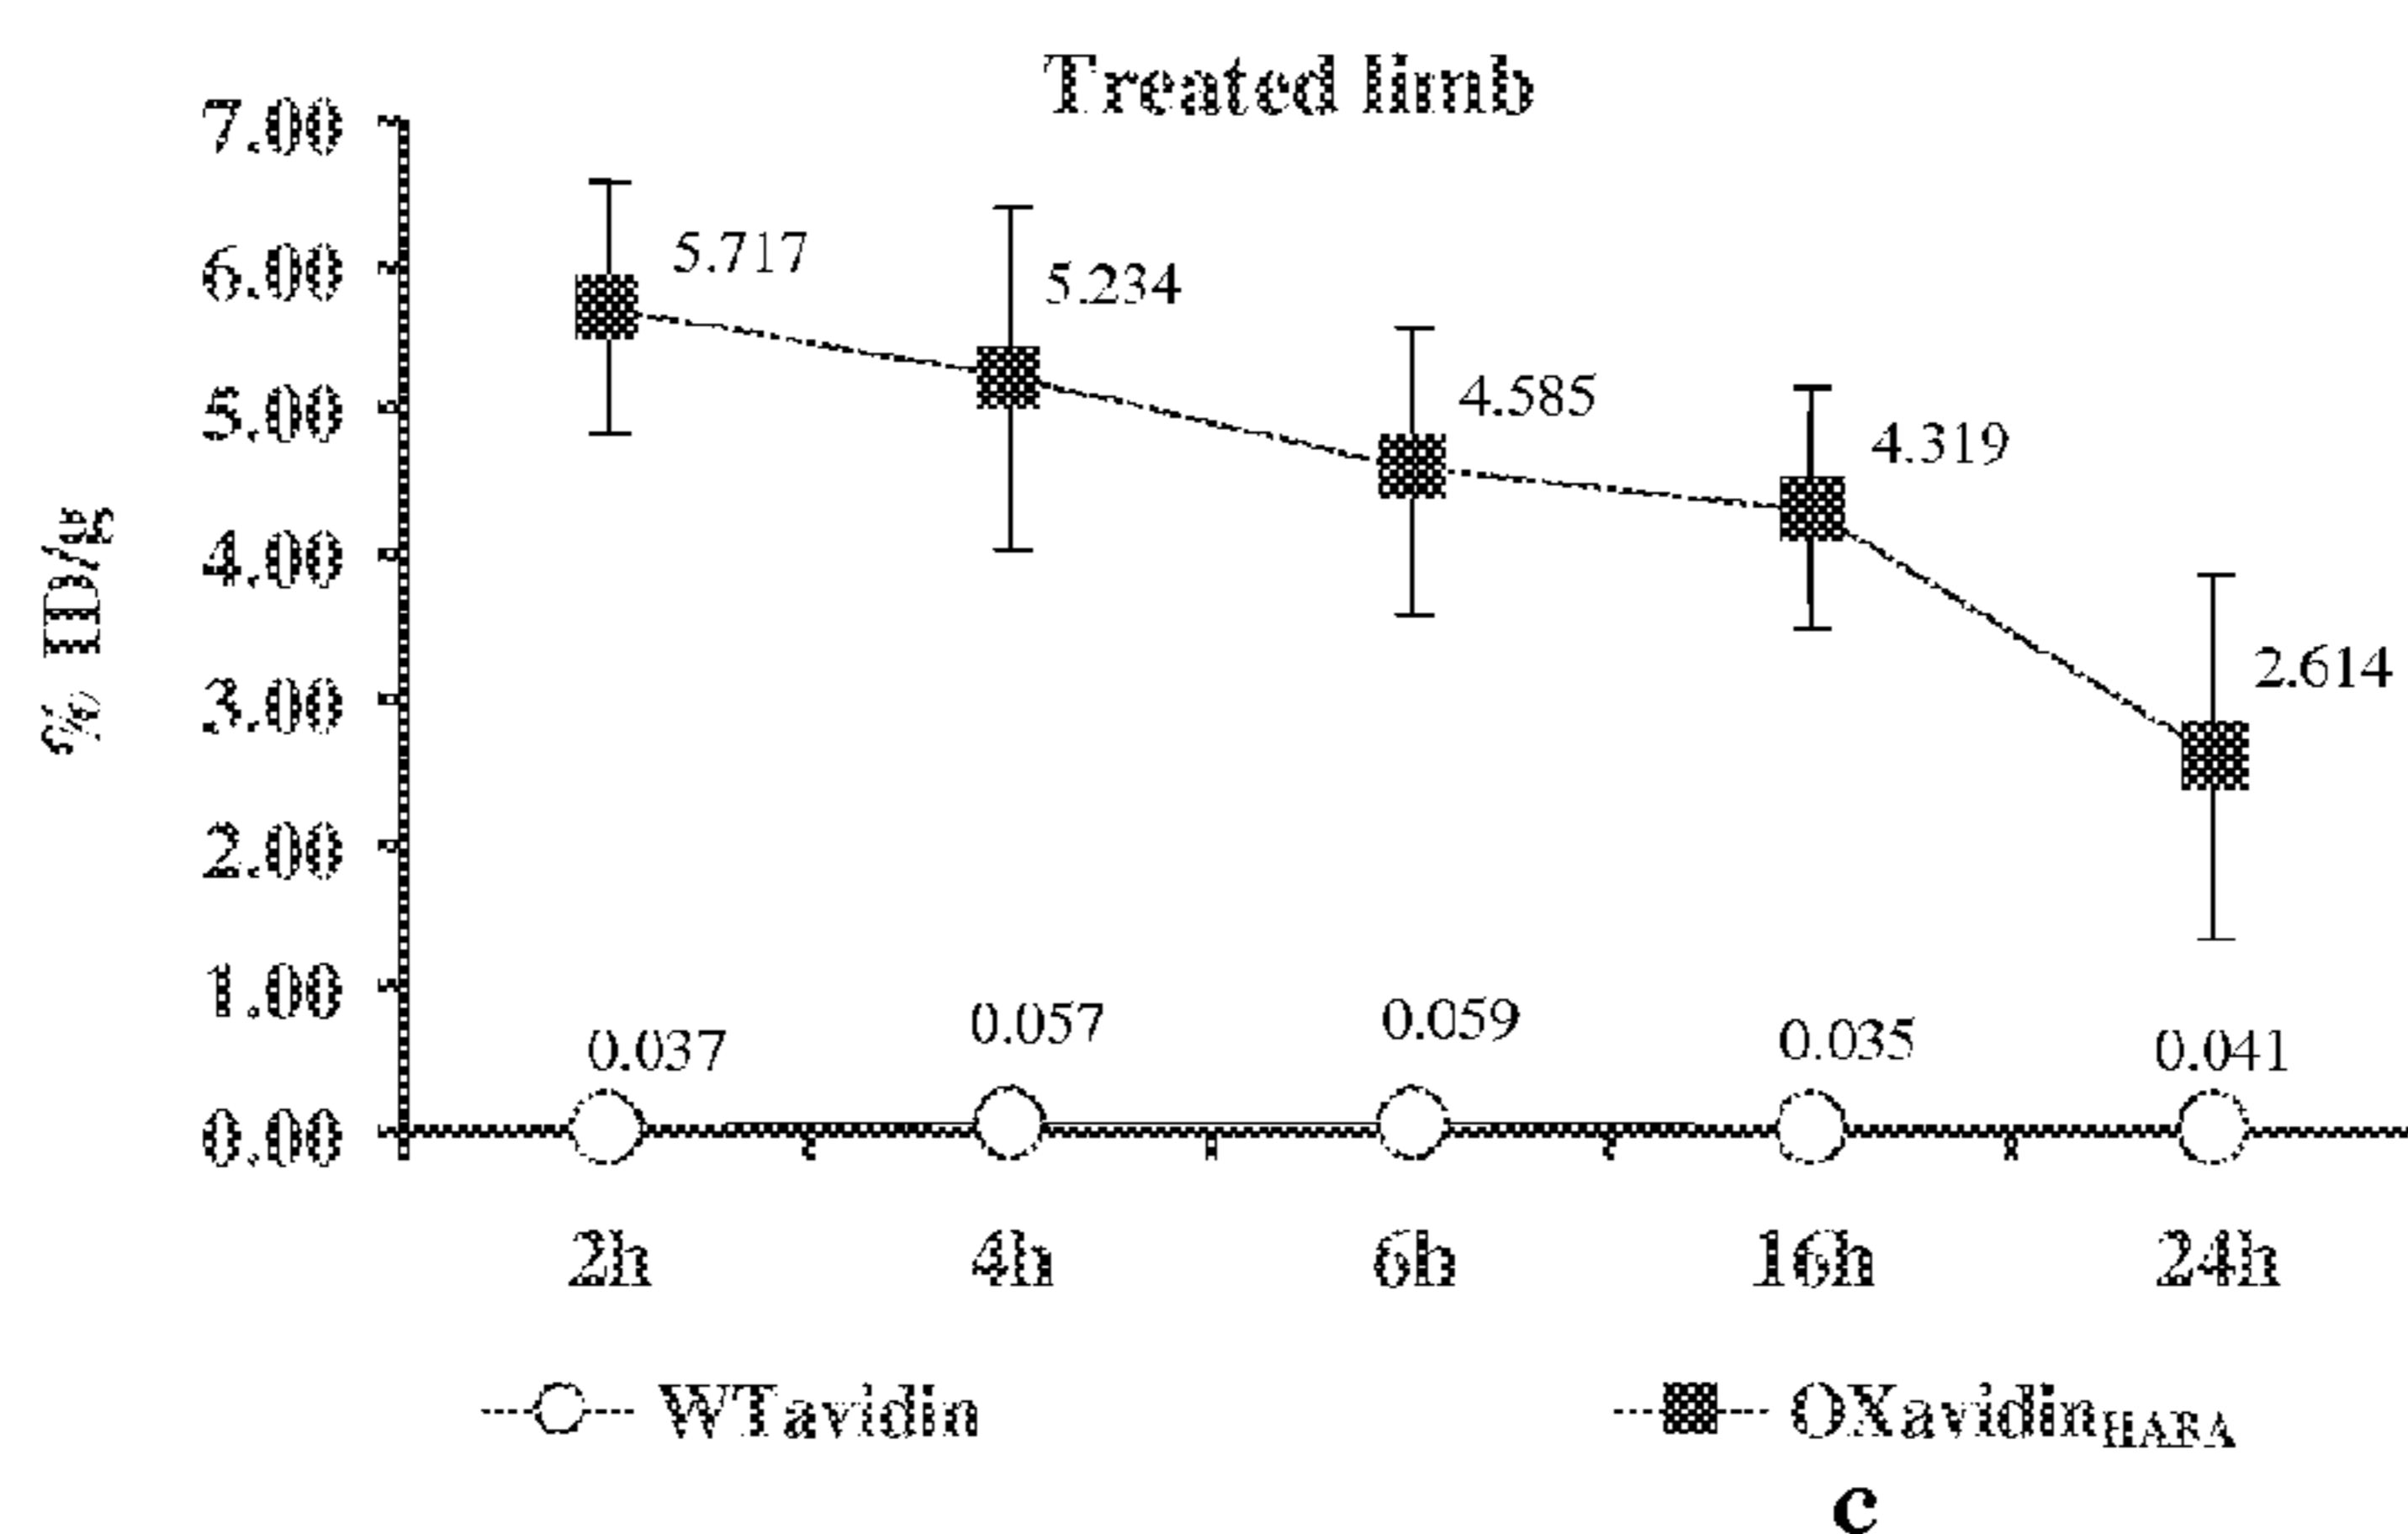 Treated limb
7.00
6.00
5.00
4.00
3.00
2.00
1.00
0.00
% ID/g
5.717
5.234
4.585
4.319
2.614
0.037
0.057
0.059
0.035
0.041
2h
4h
6h
16h
24h
WTavidin
OXavidinHABA
c